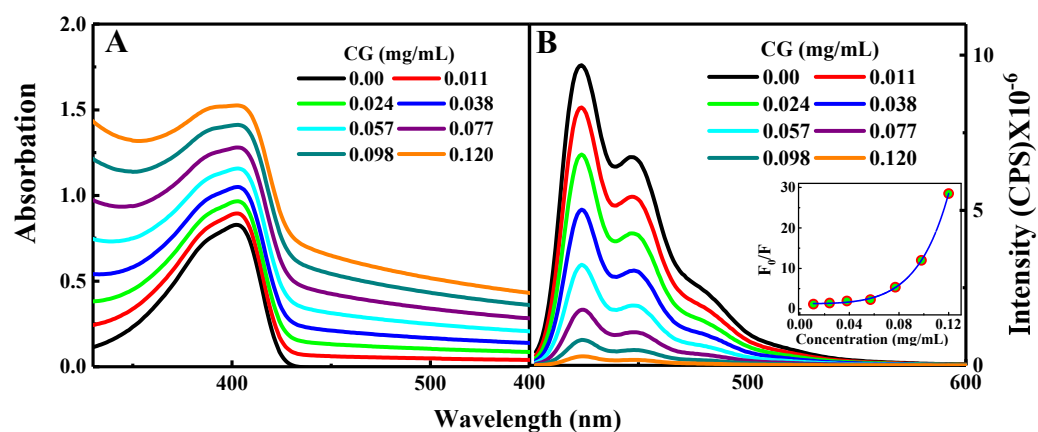 A
B
CG (mg/mL)
0.00 0.011
0.024 0.038
0.057 0.077
0.098 0.120
CG (mg/mL)
0.00 0.011
0.024 0.038
0.057 0.077
0.098 0.120
Absorbation
2.0
1.5
1.0
0.5
0.0
400 500 400 500 600
Wavelength (nm)
10
5
0
Intensity (CPS)X10-6
F0/F
30
20
10
0
0.00 0.04 0.08 0.12
Concentration (mg/mL)